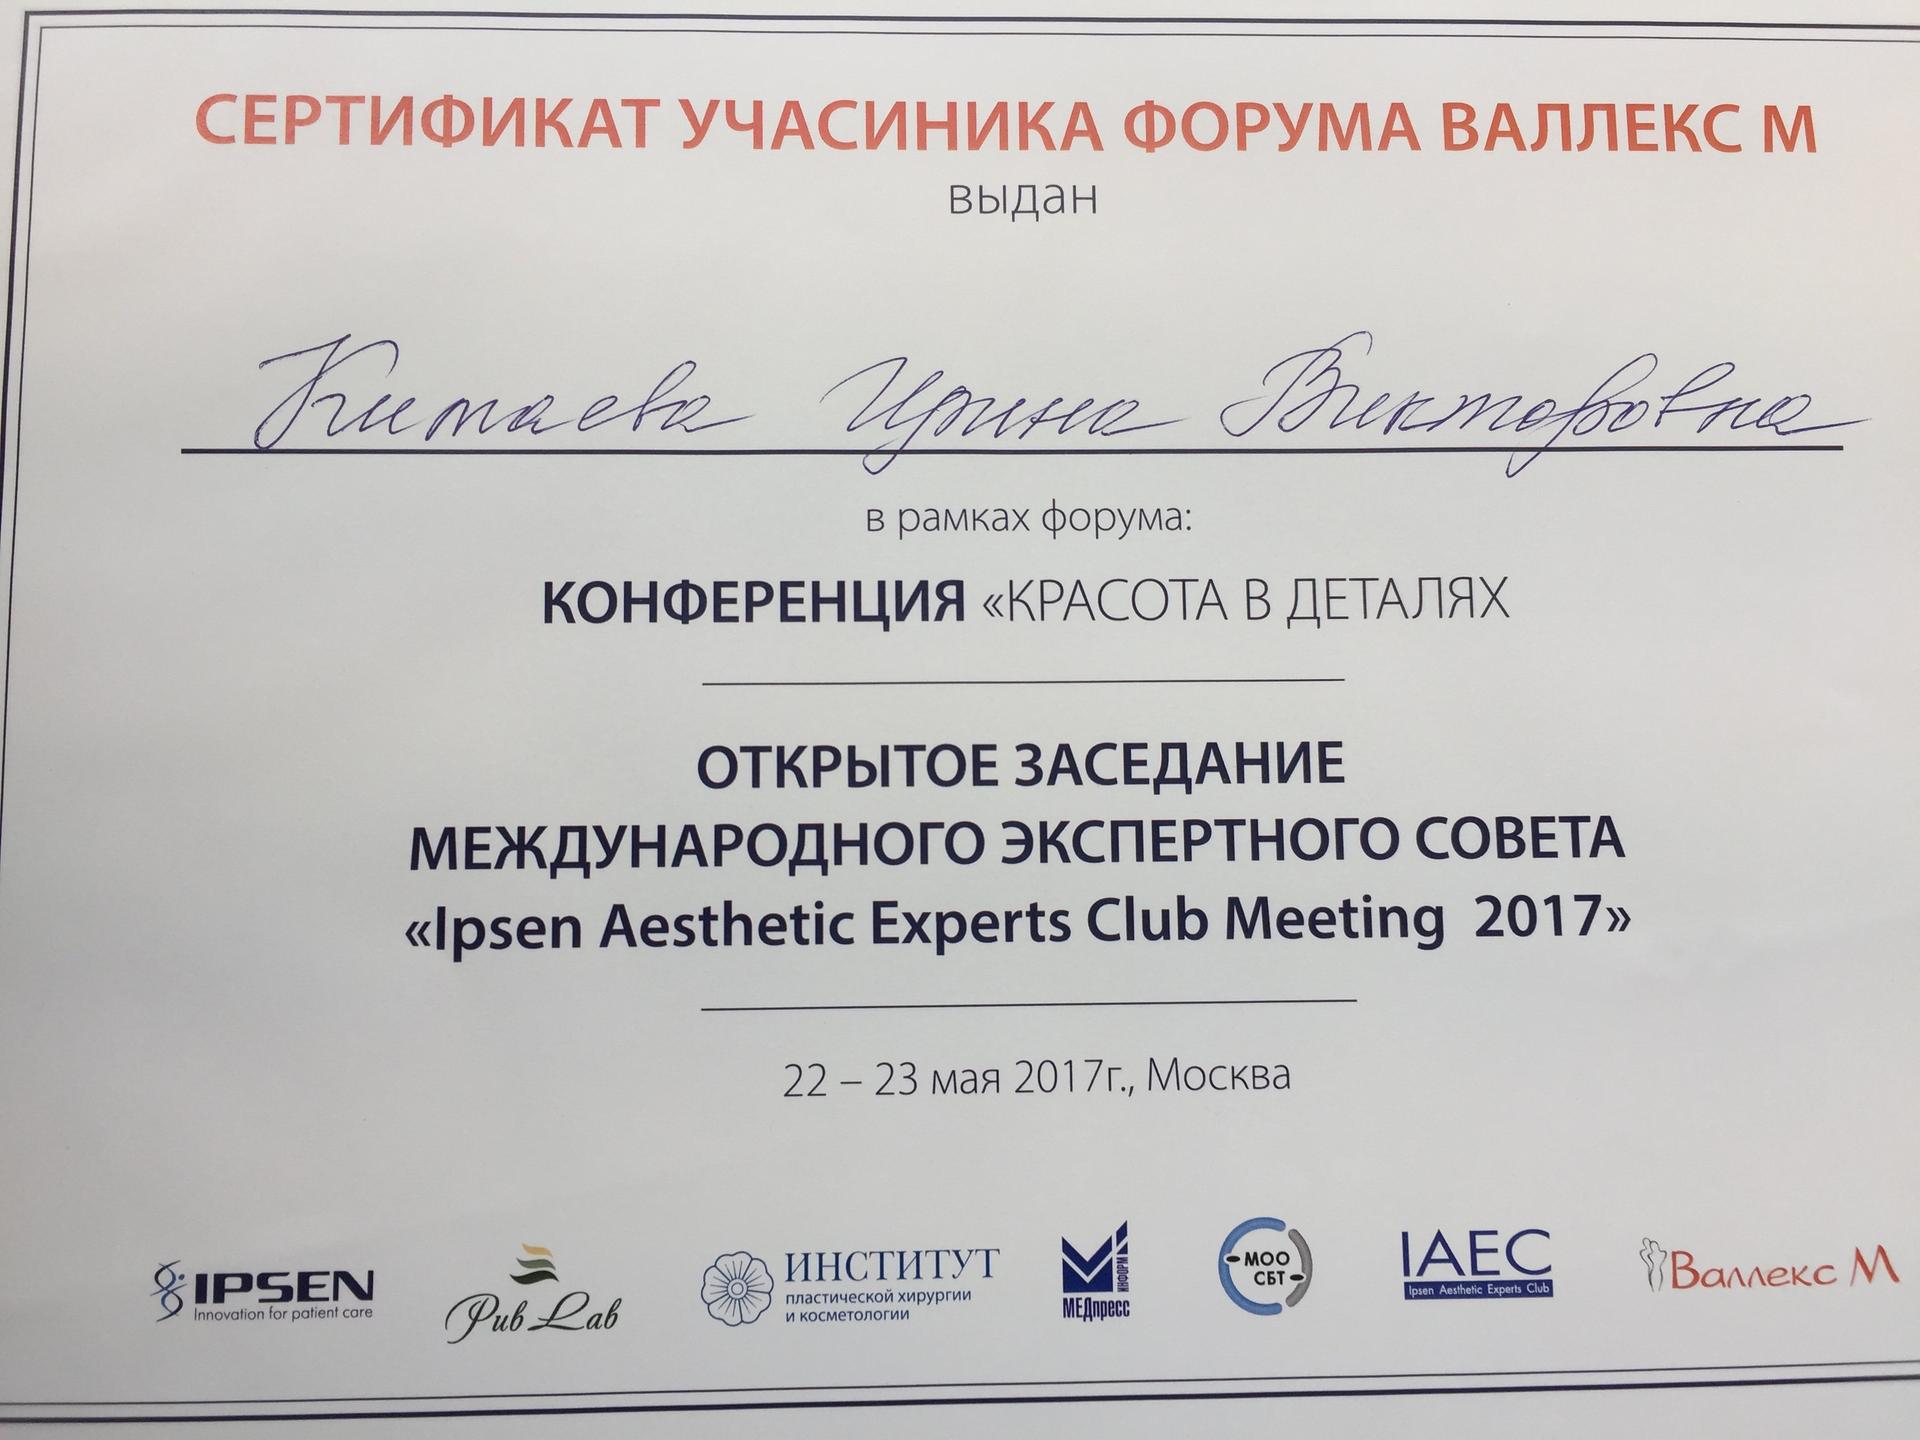 СЕРТИФИКАТ УЧАСИНИКА ФОРУМА ВАЛЛЕКС М
выдан
Китаева Ирина Викторовна
в рамках форума:
КОНФЕРЕНЦИЯ «КРАСОТА В ДЕТАЛЯХ
ОТКРЫТОЕ ЗАСЕДАНИЕ
МЕЖДУНАРОДНОГО ЭКСПЕРТНОГО СОВЕТА
«Ipsen Aesthetic Experts Club Meeting 2017»
22 – 23 мая 2017г., Москва
IPSEN
Innovation for patient care
Pub Lab
ИНСТИТУТ
пластической хирургии
и косметологии
ИНФОРМ
МЕДпресс
МОО
СБТ
IAEC
Ipsen Aesthetic Experts Club
Валлекс М